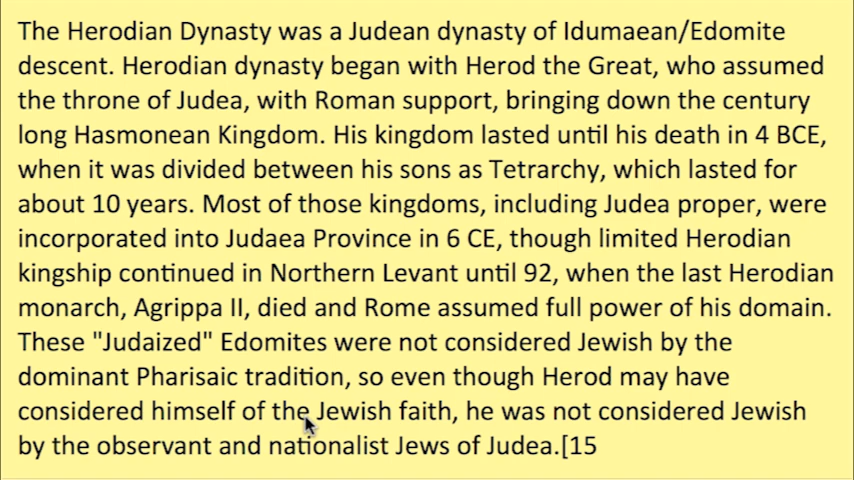 The Herodian Dynasty was a Judean dynasty of Idumaean/Edomite
descent. Herodian dynasty began with Herod the Great, who assumed
the throne of Judea, with Roman support, bringing down the century
long Hasmonean Kingdom. His kingdom lasted until his death in 4 BCE,
when it was divided between his sons as Tetrarchy, which lasted for
about 10 years. Most of those kingdoms, including Judea proper, were
incorporated into Judaea Province in 6 CE, though limited Herodian
kingship continued in Northern Levant until 92, when the last Herodian
monarch, Agrippa II, died and Rome assumed full power of his domain.
These "Judaized" Edomites were not considered Jewish by the
dominant Pharisaic tradition, so even though Herod may have
considered himself of the Jewish faith, he was not considered Jewish
by the observant and nationalist Jews of Judea.[15